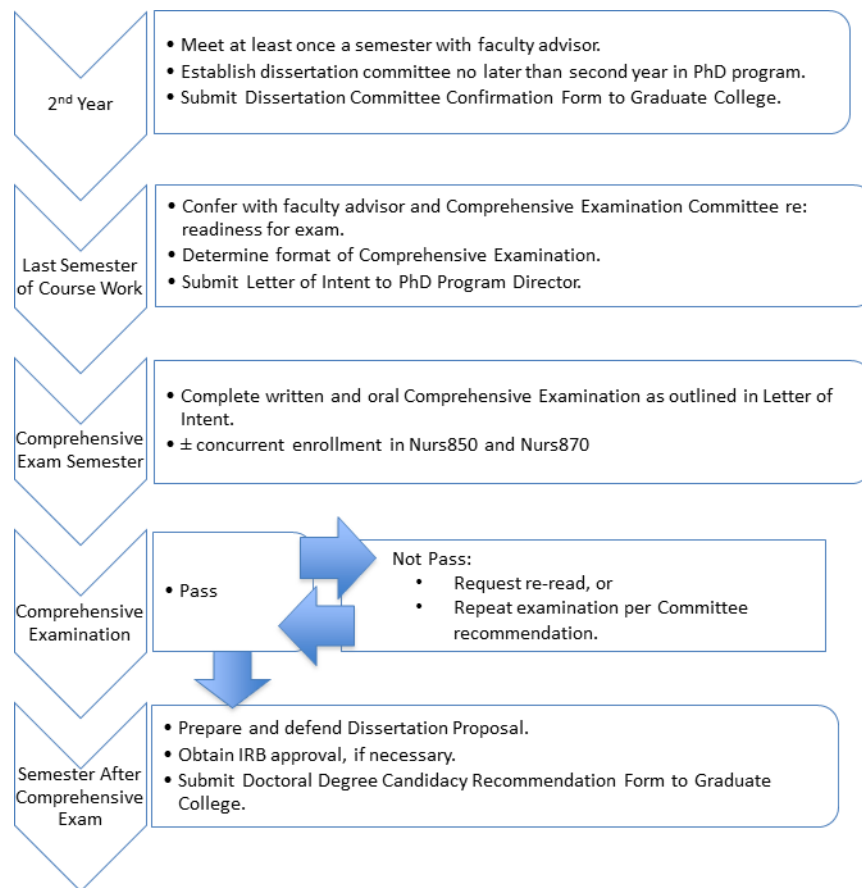 2nd Year
• Meet at least once a semester with faculty advisor.
• Establish dissertation committee no later than second year in PhD program.
• Submit Dissertation Committee Confirmation Form to Graduate College.
Last Semester
of Course Work
• Confer with faculty advisor and Comprehensive Examination Committee re:
readiness for exam.
• Determine format of Comprehensive Examination.
• Submit Letter of Intent to PhD Program Director.
Comprehensive
Exam Semester
• Complete written and oral Comprehensive Examination as outlined in Letter of
Intent.
• ± concurrent enrollment in Nurs850 and Nurs870
Comprehensive
Examination
• Pass
Not Pass:
• Request re-read, or
• Repeat examination per Committee
recommendation.
Semester After
Comprehensive
Exam
• Prepare and defend Dissertation Proposal.
• Obtain IRB approval, if necessary.
• Submit Doctoral Degree Candidacy Recommendation Form to Graduate
College.